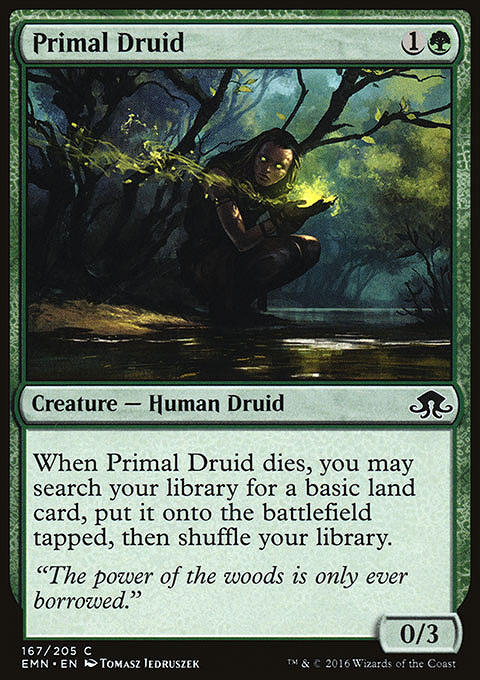 Primal Druid 1
Creature — Human Druid
When Primal Druid dies, you may
search your library for a basic land
card, put it onto the battlefield
tapped, then shuffle your library.
“The power of the woods is only ever
borrowed.”
0/3
167/205 C
EMN • EN Tomasz Jedruszek
™ & © 2016 Wizards of the Coast